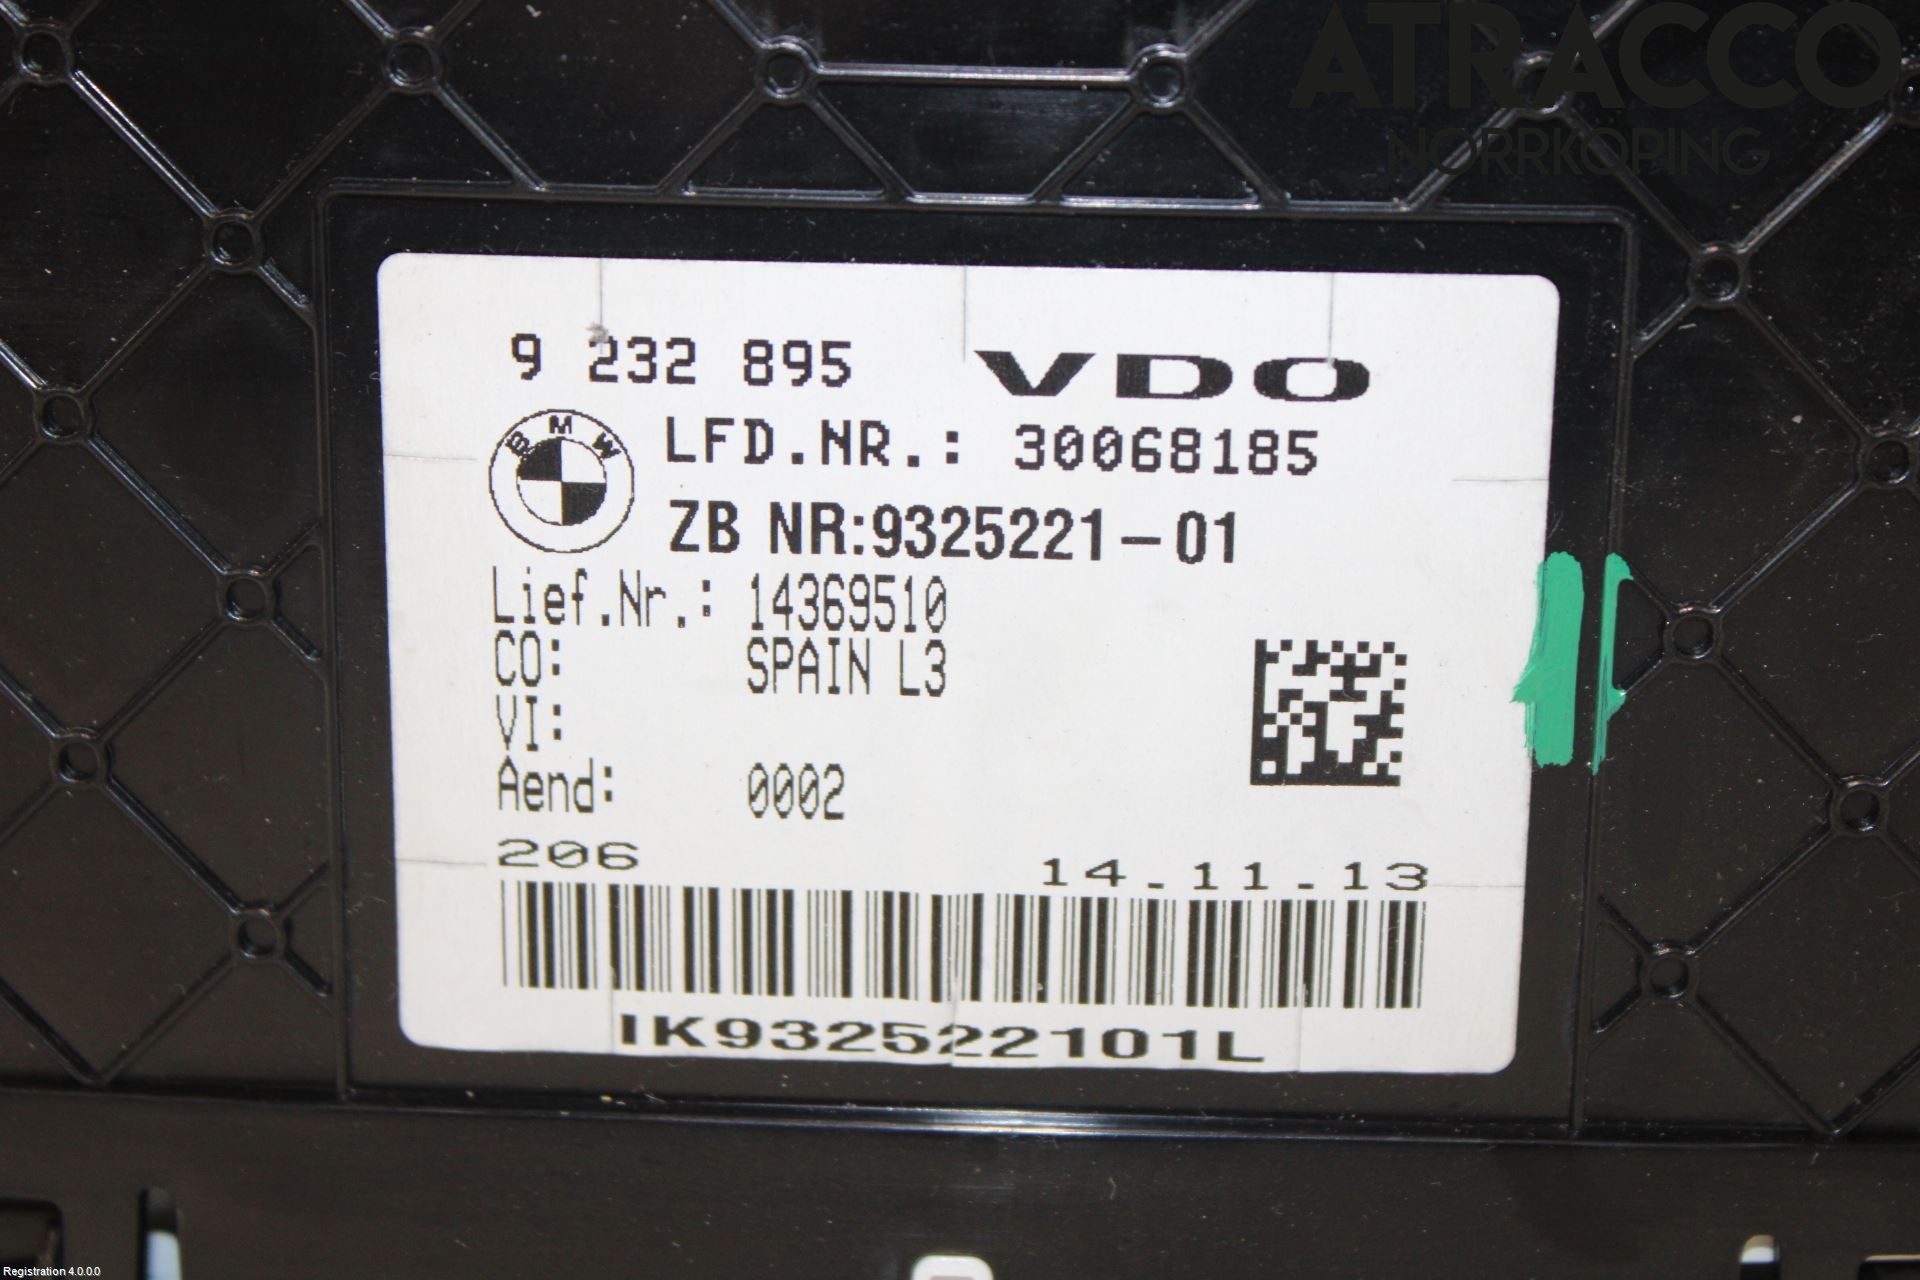 ATRACCO
NORRKÖPING
9 232 895 VDO
BMW
LFD.NR.: 30068185
ZB NR:9325221-01
Lief.Nr.: 14369510
CO: SPAIN L3
VI:
Aend: 0002
206 14.11.13
IK932522101L
Registration 4.0.0.0